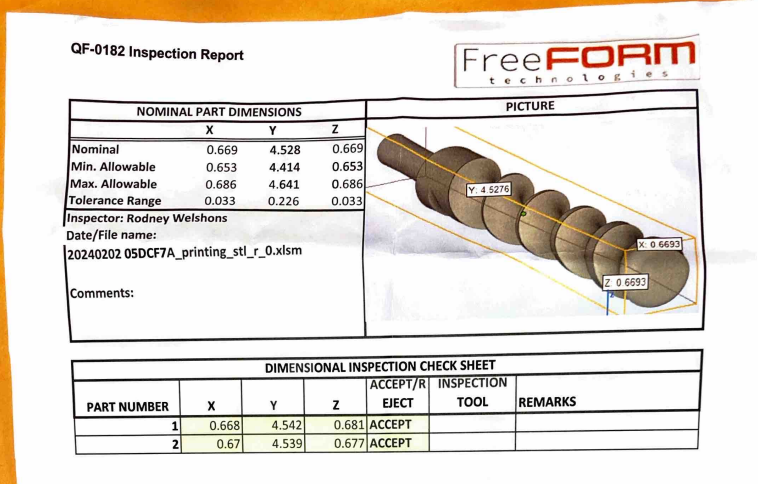 QF-0182 Inspection Report
FreeFORM
technologies
NOMINAL PART DIMENSIONS PICTURE
X Y Z
Nominal 0.669 4.528 0.669
Min. Allowable 0.653 4.414 0.653
Max. Allowable 0.686 4.641 0.686
Tolerance Range 0.033 0.226 0.033
Inspector: Rodney Welshons
Date/File name:
20240202 05DCF7A_printing_stl_r_0.xlsm
Comments:
Y: 4.5276
X: 0.6693
Z: 0.6693
DIMENSIONAL INSPECTION CHECK SHEET
ACCEPT/R INSPECTION
PART NUMBER X Y Z EJECT TOOL REMARKS
1 0.668 4.542 0.681 ACCEPT
2 0.67 4.539 0.677 ACCEPT